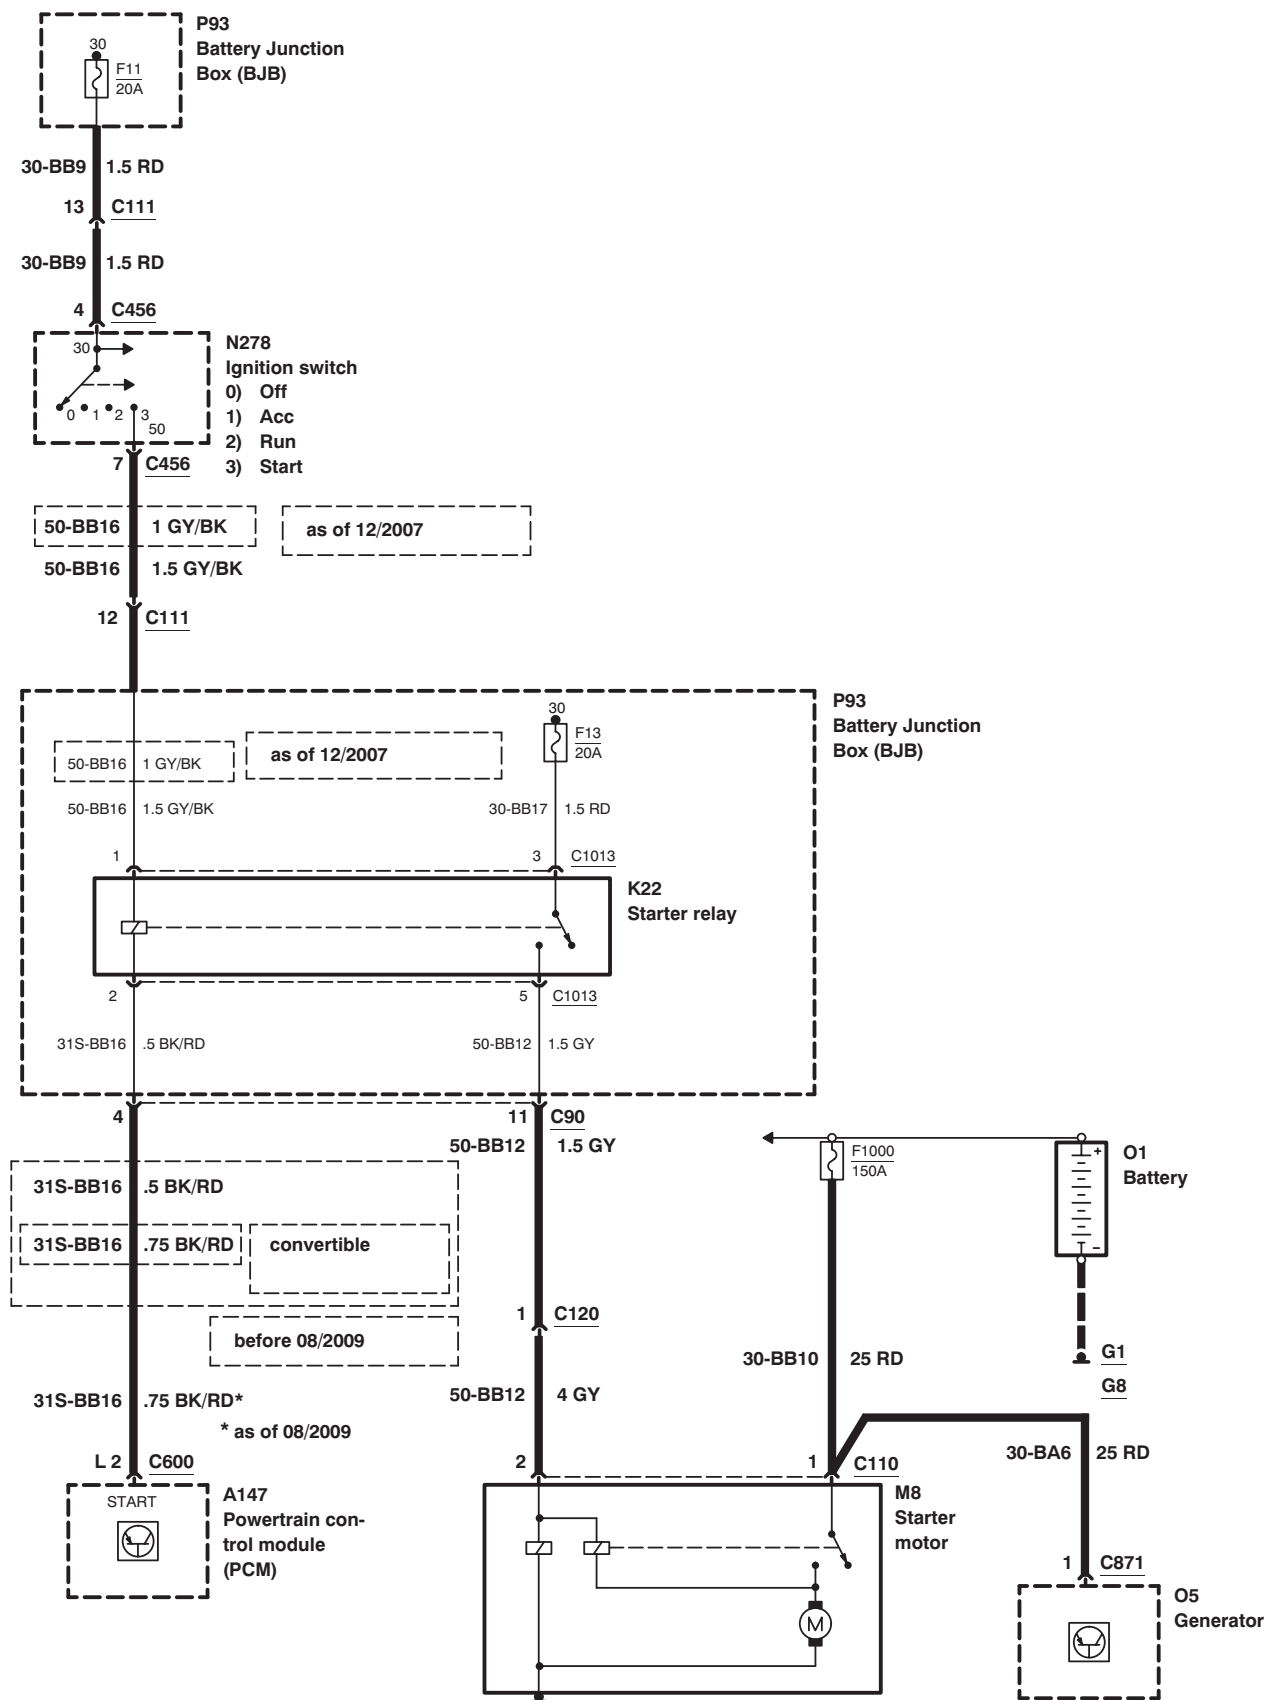 P93
Battery Junction
Box (BJB)
30
F11
20A
30-BB9 1.5 RD
13 C111
30-BB9 1.5 RD
4 C456
30
N278
Ignition switch
0) Off
1) Acc
2) Run
3) Start
0 1 2 3
50
7 C456
50-BB16 1 GY/BK
as of 12/2007
50-BB16 1.5 GY/BK
12 C111
P93
Battery Junction
Box (BJB)
30
F13
20A
50-BB16 1 GY/BK
as of 12/2007
50-BB16 1.5 GY/BK
30-BB17 1.5 RD
1 3 C1013
K22
Starter relay
2 5 C1013
31S-BB16 .5 BK/RD
50-BB12 1.5 GY
4 11 C90
50-BB12 1.5 GY
F1000
150A
+
–
O1
Battery
31S-BB16 .5 BK/RD
31S-BB16 .75 BK/RD
convertible
before 08/2009
1 C120
30-BB10 25 RD
G1
G8
31S-BB16 .75 BK/RD*
* as of 08/2009
50-BB12 4 GY
30-BA6 25 RD
L 2 C600
2 1 C110
START
A147
Powertrain con-
trol module
(PCM)
M8
Starter
motor
M
1 C871
O5
Generator